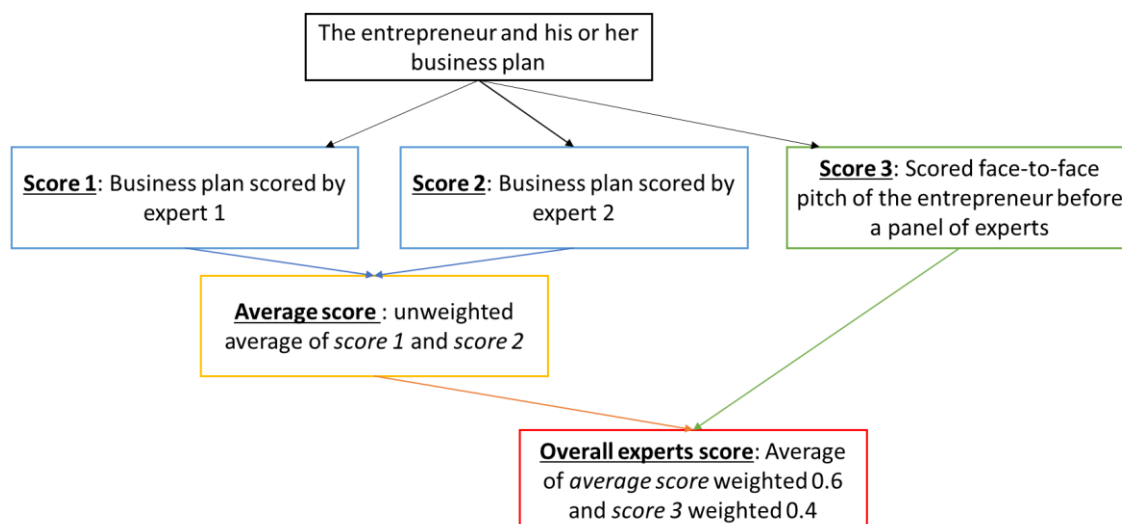 The entrepreneur and his or her
business plan
Score 1: Business plan scored by
expert 1
Score 2: Business plan scored by
expert 2
Score 3: Scored face-to-face
pitch of the entrepreneur before
a panel of experts
Average score : unweighted
average of score 1 and score 2
Overall experts score: Average
of average score weighted 0.6
and score 3 weighted 0.4